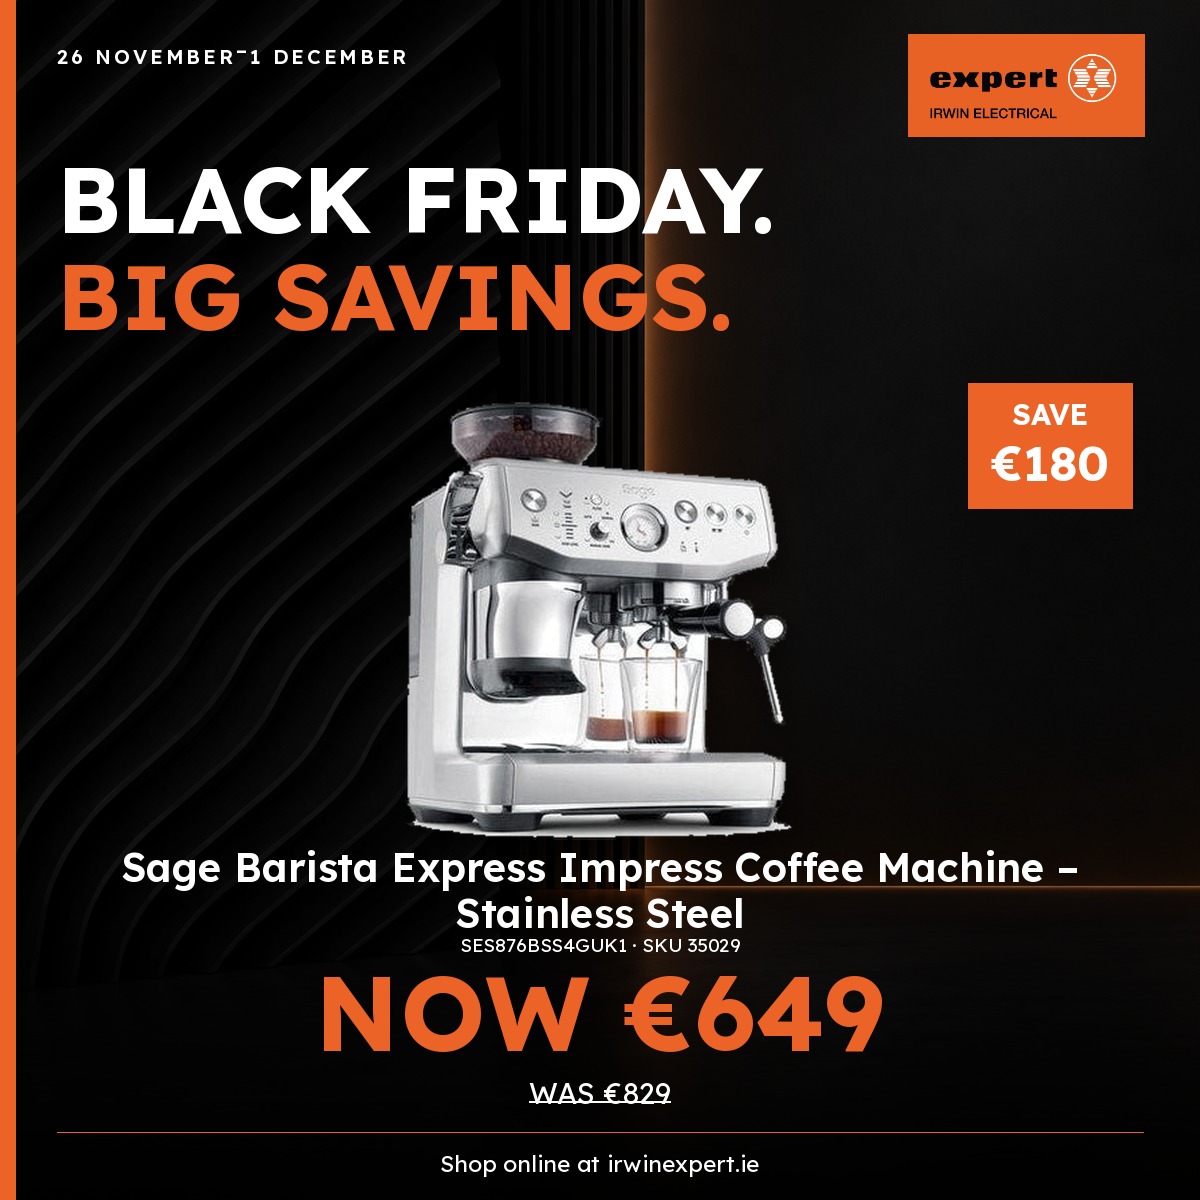 26 NOVEMBER–1 DECEMBER
expert
IRWIN ELECTRICAL
BLACK FRIDAY.
BIG SAVINGS.
SAVE
€180
Sage
Sage Barista Express Impress Coffee Machine –
Stainless Steel
SES876BSS4GUK1 · SKU 35029
NOW €649
WAS €829
Shop online at irwinexpert.ie